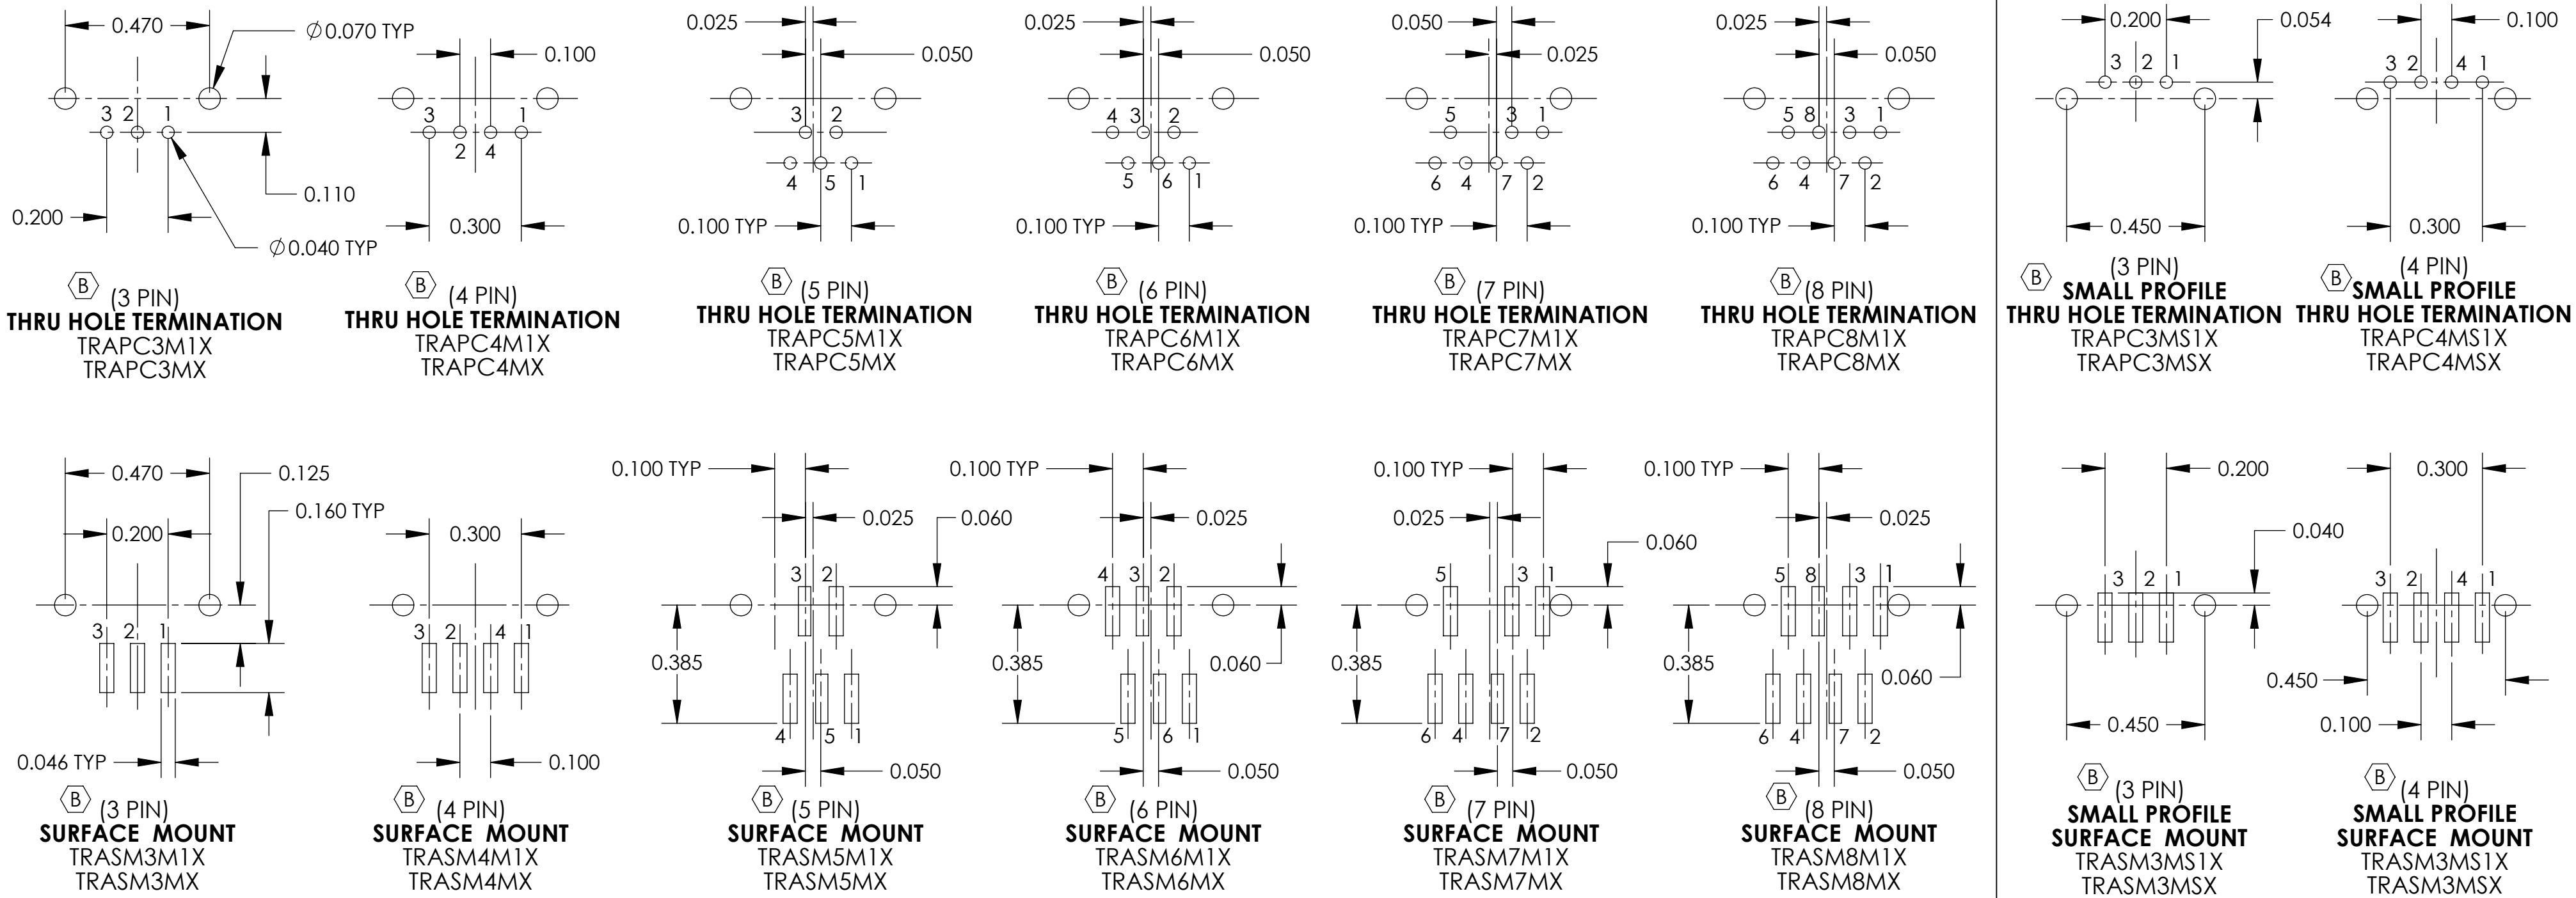 0.470
Ø0.070 TYP
3 2 1
0.110
0.200
Ø0.040 TYP
B (3 PIN)
THRU HOLE TERMINATION
TRAPC3M1X
TRAPC3MX
0.100
3 1
2 4
0.300
B (4 PIN)
THRU HOLE TERMINATION
TRAPC4M1X
TRAPC4MX
0.025
0.050
3 2
4 5 1
0.100 TYP
B (5 PIN)
THRU HOLE TERMINATION
TRAPC5M1X
TRAPC5MX
0.025
0.050
4 3 2
5 6 1
0.100 TYP
B (6 PIN)
THRU HOLE TERMINATION
TRAPC6M1X
TRAPC6MX
0.050
0.025
5 3 1
6 4 7 2
0.100 TYP
B (7 PIN)
THRU HOLE TERMINATION
TRAPC7M1X
TRAPC7MX
0.025
0.050
5 8 3 1
6 4 7 2
0.100 TYP
B (8 PIN)
THRU HOLE TERMINATION
TRAPC8M1X
TRAPC8MX
0.200
0.054
3 2 1
0.450
B (3 PIN)
SMALL PROFILE
THRU HOLE TERMINATION
TRAPC3MS1X
TRAPC3MSX
0.100
3 2 4 1
0.300
B (4 PIN)
SMALL PROFILE
THRU HOLE TERMINATION
TRAPC4MS1X
TRAPC4MSX
0.470
0.125
0.160 TYP
0.200
3 2 1
0.046 TYP
B (3 PIN)
SURFACE MOUNT
TRASM3M1X
TRASM3MX
0.300
3 2 4 1
0.100
B (4 PIN)
SURFACE MOUNT
TRASM4M1X
TRASM4MX
0.100 TYP
0.025
0.060
3 2
0.385
4 5 1
0.050
B (5 PIN)
SURFACE MOUNT
TRASM5M1X
TRASM5MX
0.100 TYP
0.025
4 3 2
0.385
0.060
5 6 1
0.050
B (6 PIN)
SURFACE MOUNT
TRASM6M1X
TRASM6MX
0.100 TYP
0.025
0.060
5 3 1
0.385
6 4 7 2
0.050
B (7 PIN)
SURFACE MOUNT
TRASM7M1X
TRASM7MX
0.100 TYP
0.025
5 8 3 1
0.385
0.060
6 4 7 2
0.050
B (8 PIN)
SURFACE MOUNT
TRASM8M1X
TRASM8MX
0.200
0.040
3 2 1
0.450
B (3 PIN)
SMALL PROFILE
SURFACE MOUNT
TRASM3MS1X
TRASM3MSX
0.300
3 2 4 1
0.450
0.100
B (4 PIN)
SMALL PROFILE
SURFACE MOUNT
TRASM3MS1X
TRASM3MSX